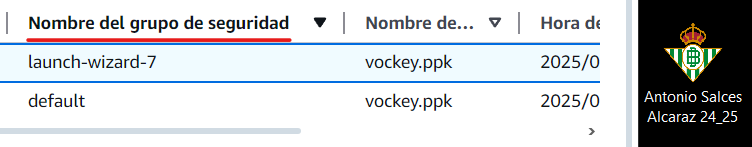 Nombre del grupo de seguridad Nombre de... Hora de
launch-wizard-7 vockey.ppk 2025/0
default vockey.ppk 2025/0
Antonio Salces
Alcaraz 24_25